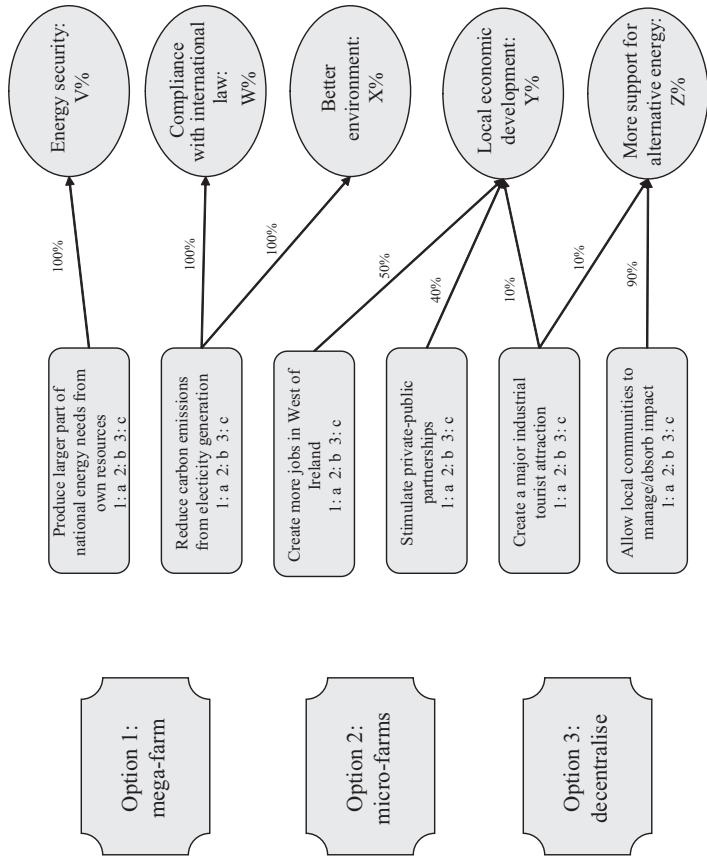 Option 1:
mega-farm
Option 2:
micro-farms
Option 3:
decentralise
Produce larger part of
national energy needs from
own resources
1: a  2: b  3: c
Reduce carbon emissions
from electicity generation
1: a  2: b  3: c
Create more jobs in West of
Ireland
1: a  2: b  3: c
Stimulate private-public
partnerships
1: a  2: b  3: c
Create a major industrial
tourist attraction
1: a  2: b  3: c
Allow local communities to
manage/absorb impact
1: a  2: b  3: c
100%
100%
100%
50%
40%
10%
10%
90%
Energy security:
V%
Compliance
with international
law:
W%
Better
environment:
X%
Local economic
development:
Y%
More support for
alternative energy:
Z%